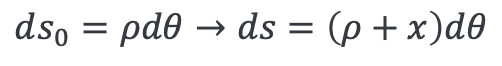 𝑑𝑠₀ = 𝜌𝑑𝜃 → 𝑑𝑠 = (𝜌 + 𝑥)𝑑𝜃